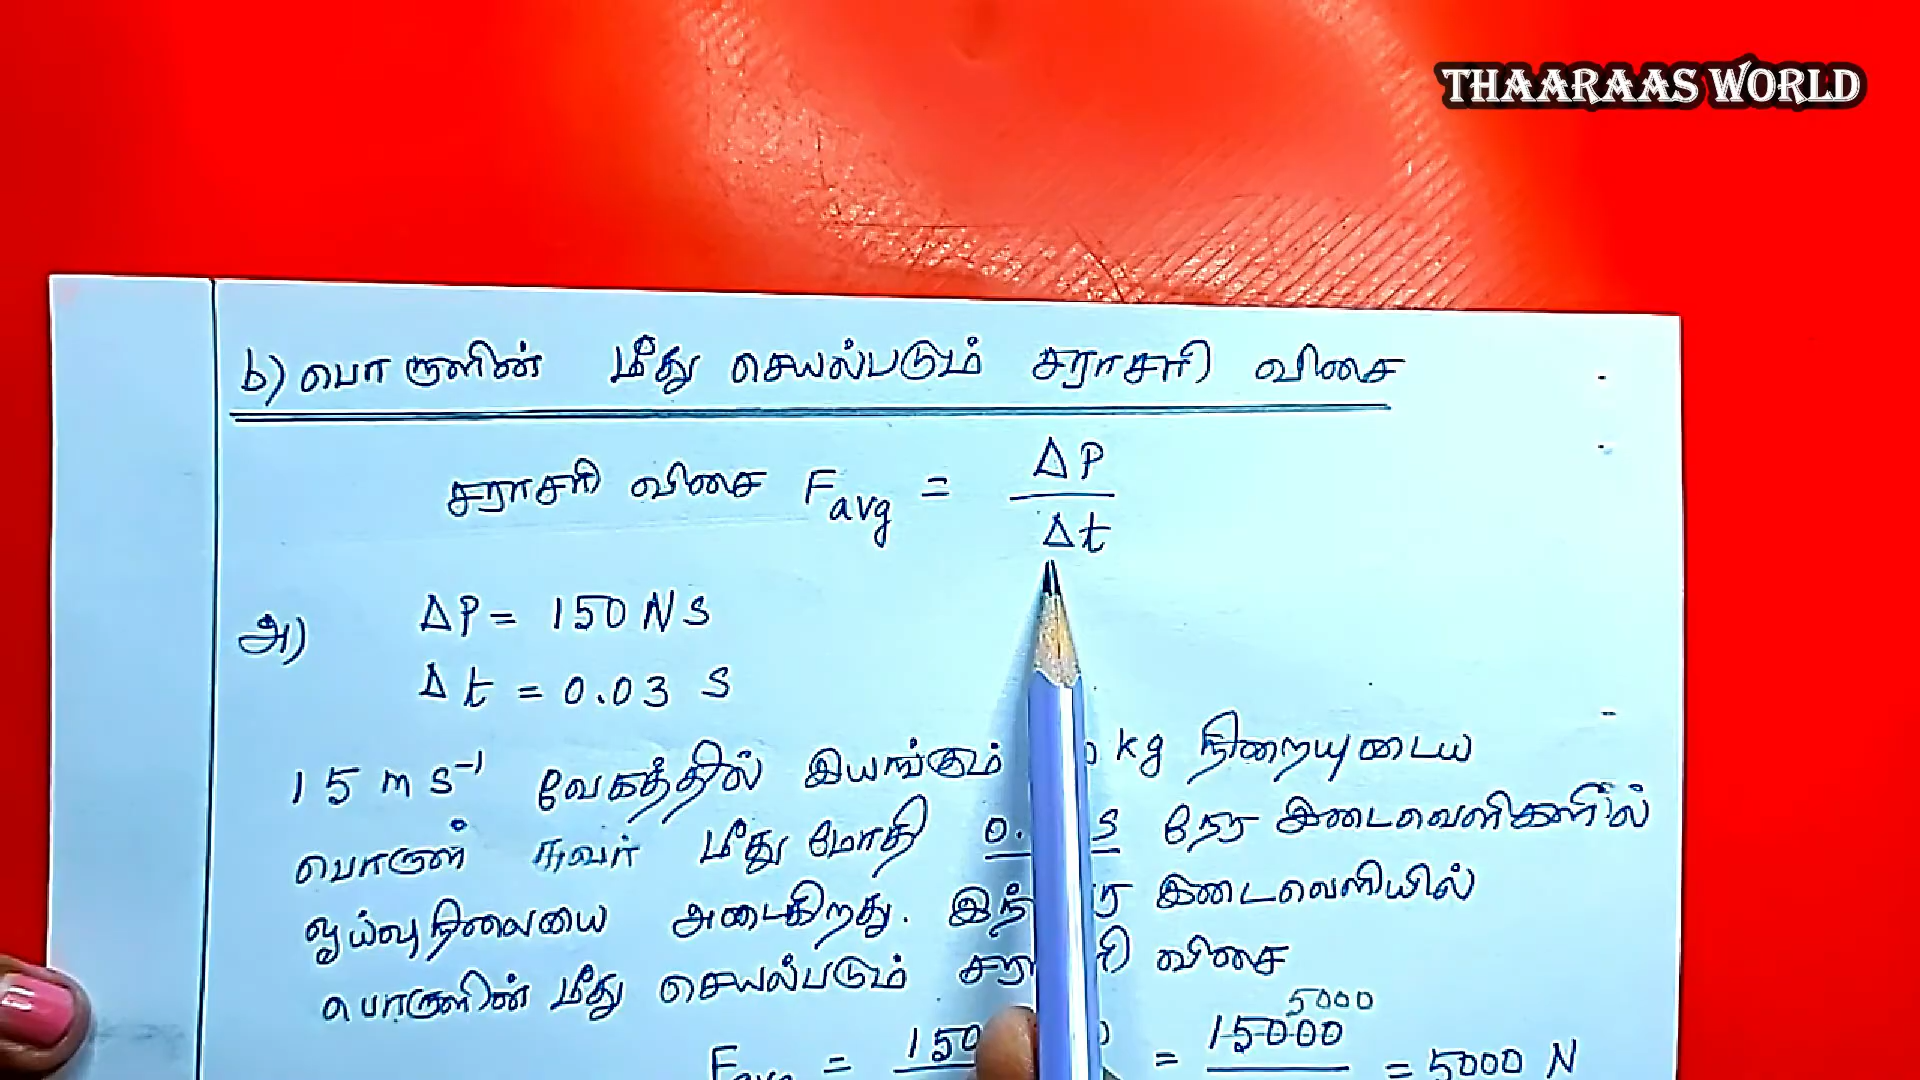 THAARAAS WORLD
b) பொருளின் மீது செயல்படும் சராசரி விசை
சராசரி விசை Favg = ΔP / Δt
அ) ΔP = 150 NS
Δt = 0.03 S
15 m s⁻¹ வேகத்தில் இயங்கும் kg நிறையுடைய
பொருள் சுவர் மீது மோதி 0. S நேர இடைவெளிகளில்
ஓய்வுநிலையை அடைகிறது. இடைவெளியில்
பொருளின் மீது செயல்படும் விசை
5000
= 15000 = 5000 N